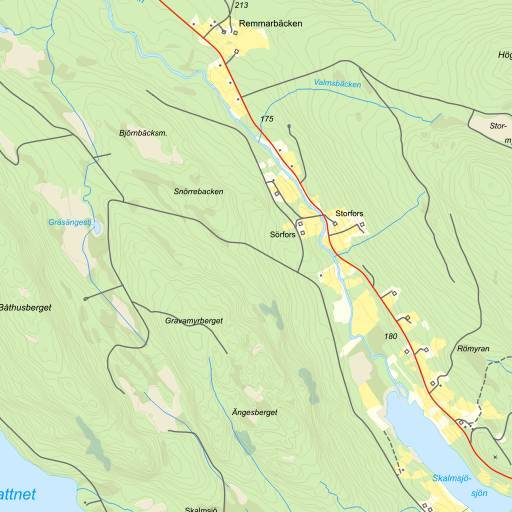 213
Remmarbäcken
Hög
Valmsbäcken
175
Stor-
m
Björnbäcksm.
Snörrebacken
Storfors
Gräsängestj.
Sörfors
Båthusberget
Gravamyrberget
180
Römyran
Ängesberget
Skalmsjö-
sjön
attnet
Skalmsjö